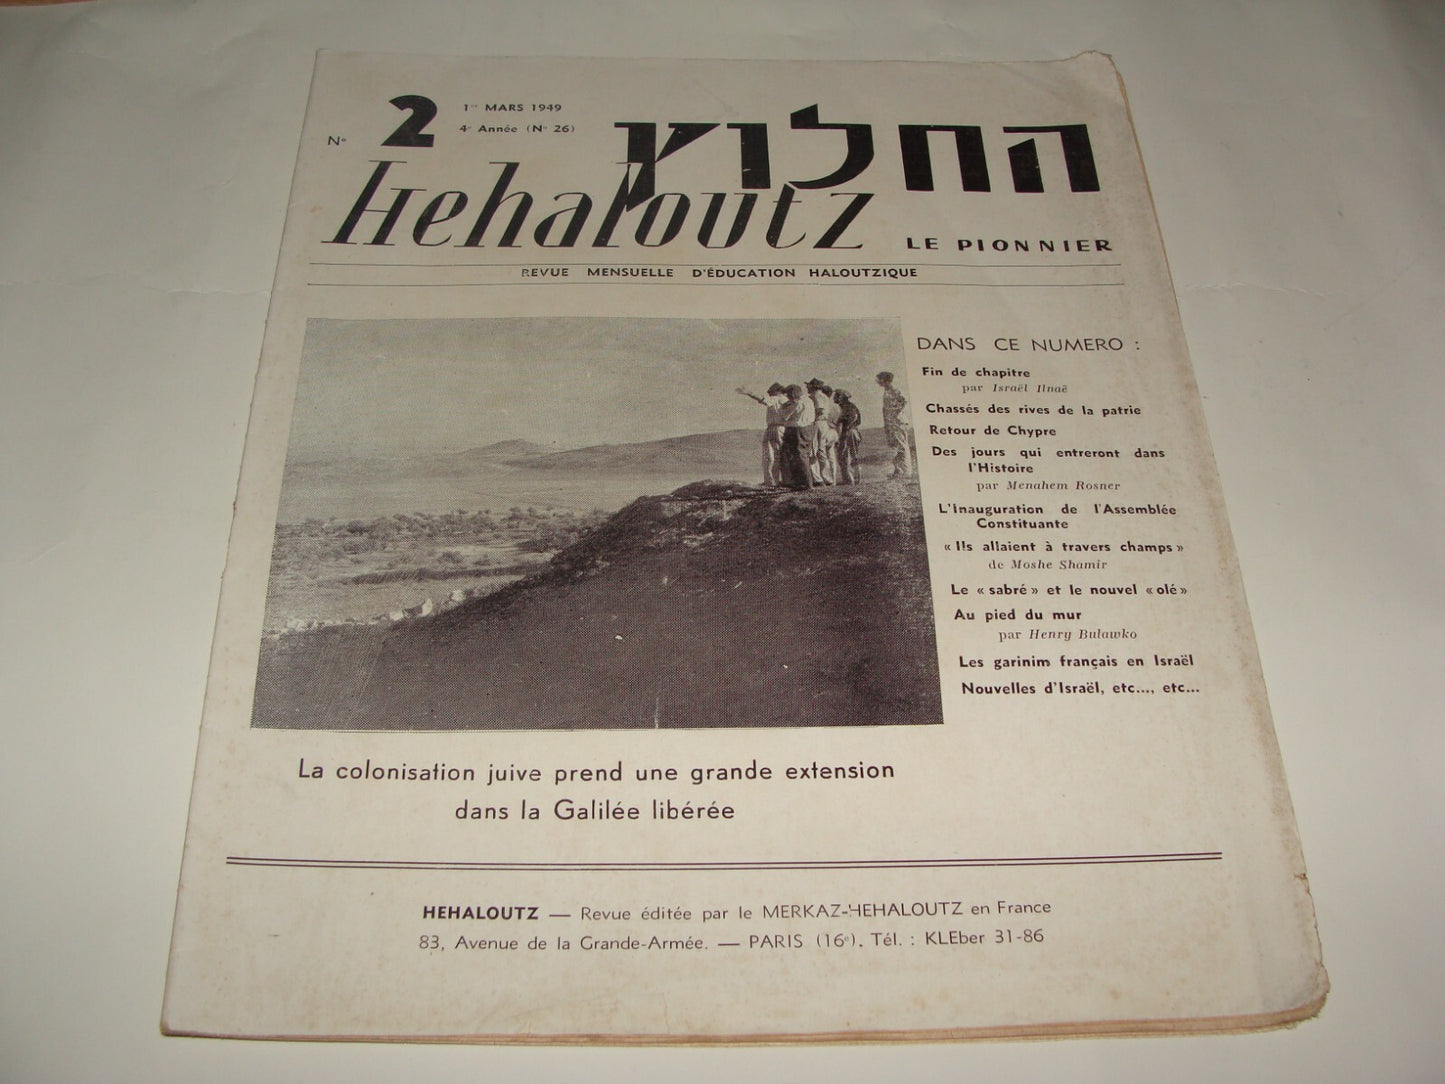 N° 2
1er MARS 1949
4e Année (N° 26)
החלוץ
Hehaloutz
LE PIONNIER
REVUE MENSUELLE D'ÉDUCATION HALOUTZIQUE
DANS CE NUMERO :
Fin de chapitre
par Israël Ilnaë
Chassés des rives de la patrie
Retour de Chypre
Des jours qui entreront dans
l'Histoire
par Menahem Rosner
L'Inauguration de l'Assemblée
Constituante
« Ils allaient à travers champs »
de Moshe Shamir
Le « sabré » et le nouvel « olé »
Au pied du mur
par Henry Bulawko
Les garinim français en Israël
Nouvelles d'Israël, etc..., etc...
La colonisation juive prend une grande extension
dans la Galilée libérée
HEHALOUTZ — Revue éditée par le MERKAZ-HEHALOUTZ en France
83, Avenue de la Grande-Armée. — PARIS (16e). Tél. : KLEber 31-86